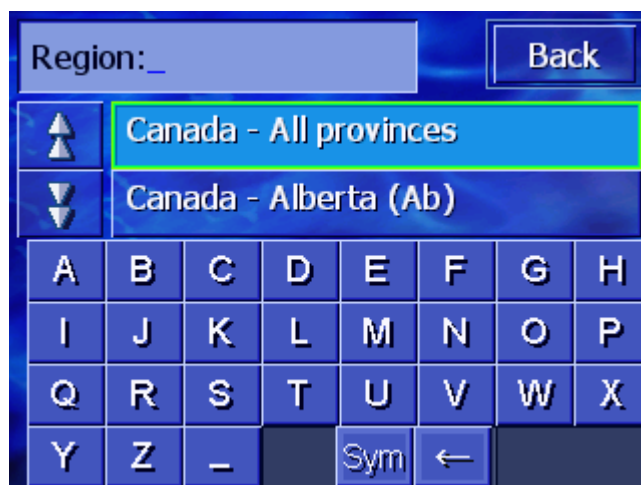 Region:_ Back
Canada - All provinces
Canada - Alberta (Ab)
A B C D E F G H
I J K L M N O P
Q R S T U V W X
Y Z _ Sym ←